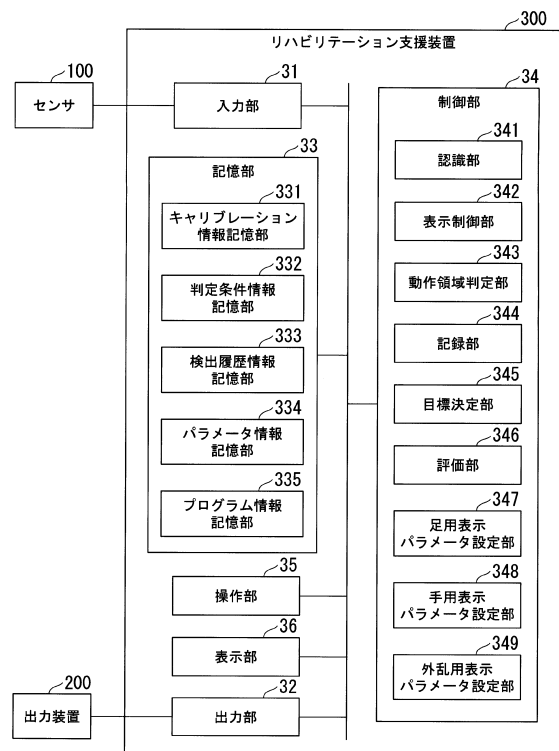 300
リハビリテーション支援装置
100
センサ
31
入力部
33
記憶部
331
キャリブレーション
情報記憶部
332
判定条件情報
記憶部
333
検出履歴情報
記憶部
334
パラメータ情報
記憶部
335
プログラム情報
記憶部
35
操作部
36
表示部
200
出力装置
32
出力部
34
制御部
341
認識部
342
表示制御部
343
動作領域判定部
344
記録部
345
目標決定部
346
評価部
347
足用表示
パラメータ設定部
348
手用表示
パラメータ設定部
349
外乱用表示
パラメータ設定部